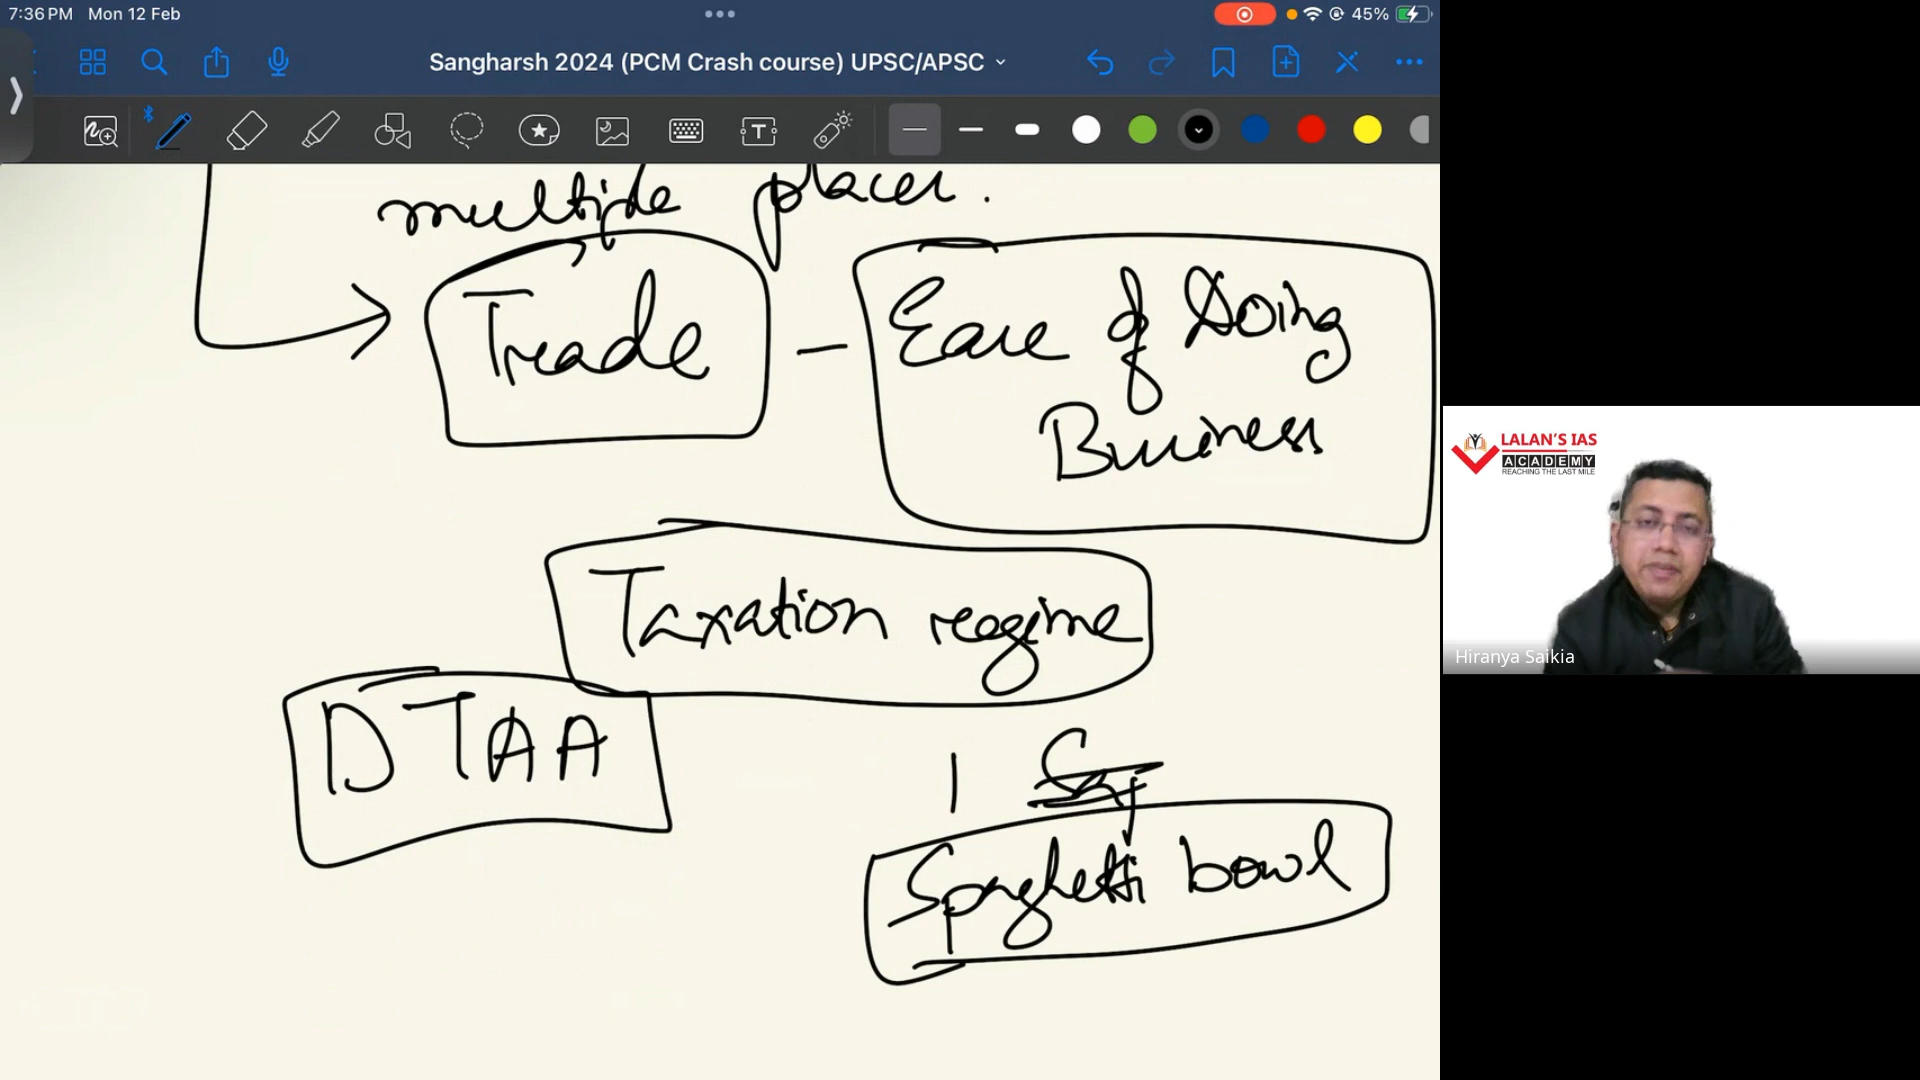 7:36 PM Mon 12 Feb
45%
Sangharsh 2024 (PCM Crash course) UPSC/APSC
T
multiple places.
Trade – Ease of Doing
Business
Taxation regime
DTAA
Spaghetti bowl
LALAN'S IAS
ACADEMY
REACHING THE LAST MILE
Hiranya Saikia